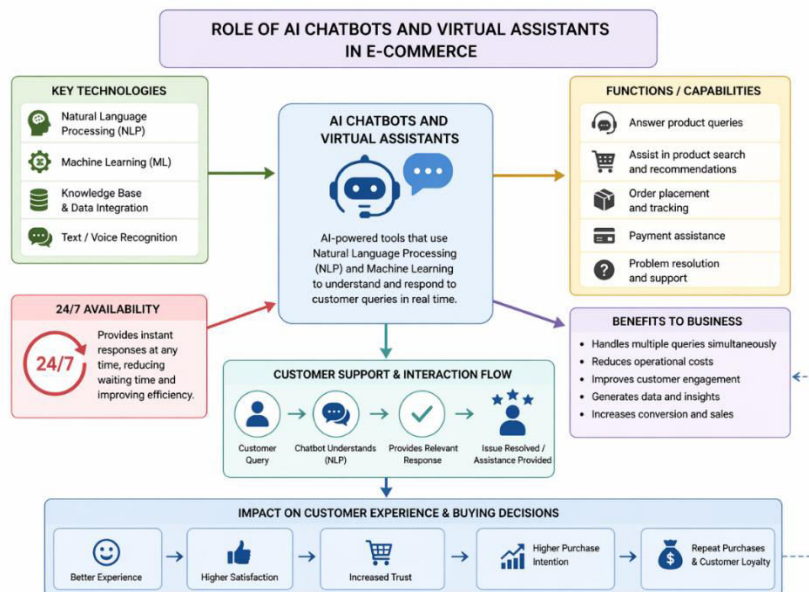 ROLE OF AI CHATBOTS AND VIRTUAL ASSISTANTS
IN E-COMMERCE
KEY TECHNOLOGIES
Natural Language
Processing (NLP)
Machine Learning (ML)
Knowledge Base
& Data Integration
Text / Voice Recognition
AI CHATBOTS AND
VIRTUAL ASSISTANTS
AI-powered tools that use
Natural Language Processing
(NLP) and Machine Learning
to understand and respond to
customer queries in real time.
FUNCTIONS / CAPABILITIES
Answer product queries
Assist in product search
and recommendations
Order placement
and tracking
Payment assistance
?
Problem resolution
and support
24/7 AVAILABILITY
24/7
Provides instant
responses at any
time, reducing
waiting time and
improving efficiency.
BENEFITS TO BUSINESS
• Handles multiple queries simultaneously
• Reduces operational costs
• Improves customer engagement
• Generates data and insights
• Increases conversion and sales
CUSTOMER SUPPORT & INTERACTION FLOW
Customer
Query
Chatbot Understands
(NLP)
Provides Relevant
Response
Issue Resolved /
Assistance Provided
IMPACT ON CUSTOMER EXPERIENCE & BUYING DECISIONS
Better Experience
Higher Satisfaction
Increased Trust
Higher Purchase
Intention
$
Repeat Purchases
& Customer Loyalty